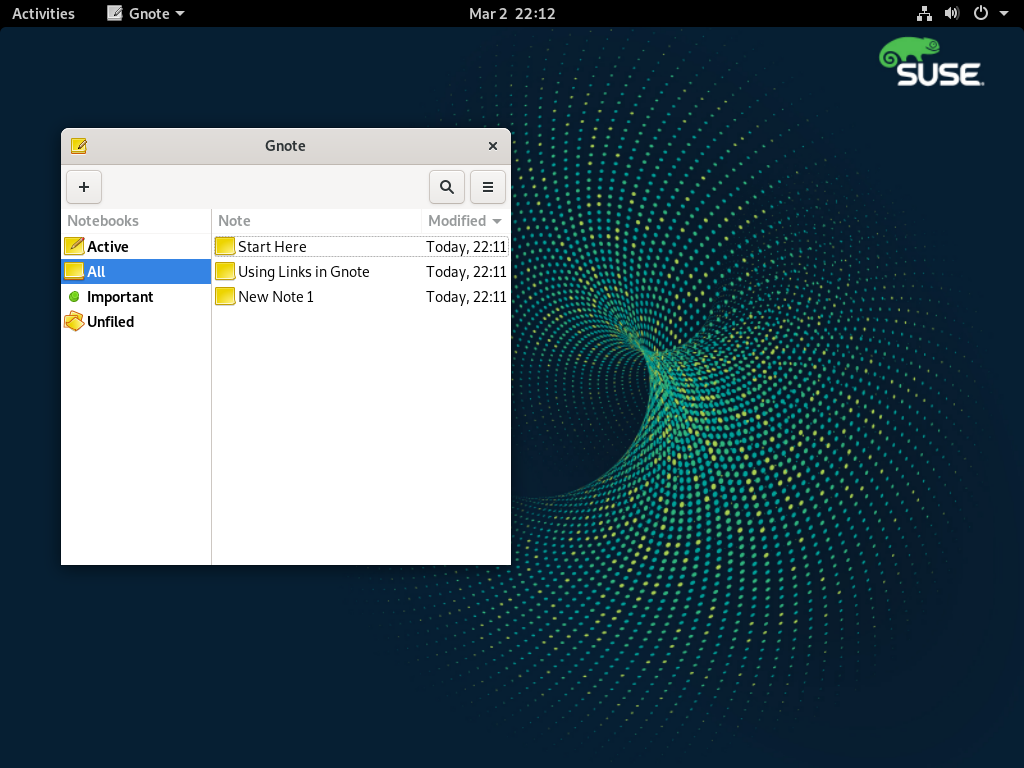 Activities Gnote Mar 2 22:12
SUSE
Gnote
Notebooks Note Modified
Active Start Here Today, 22:11
All Using Links in Gnote Today, 22:11
Important New Note 1 Today, 22:11
Unfiled